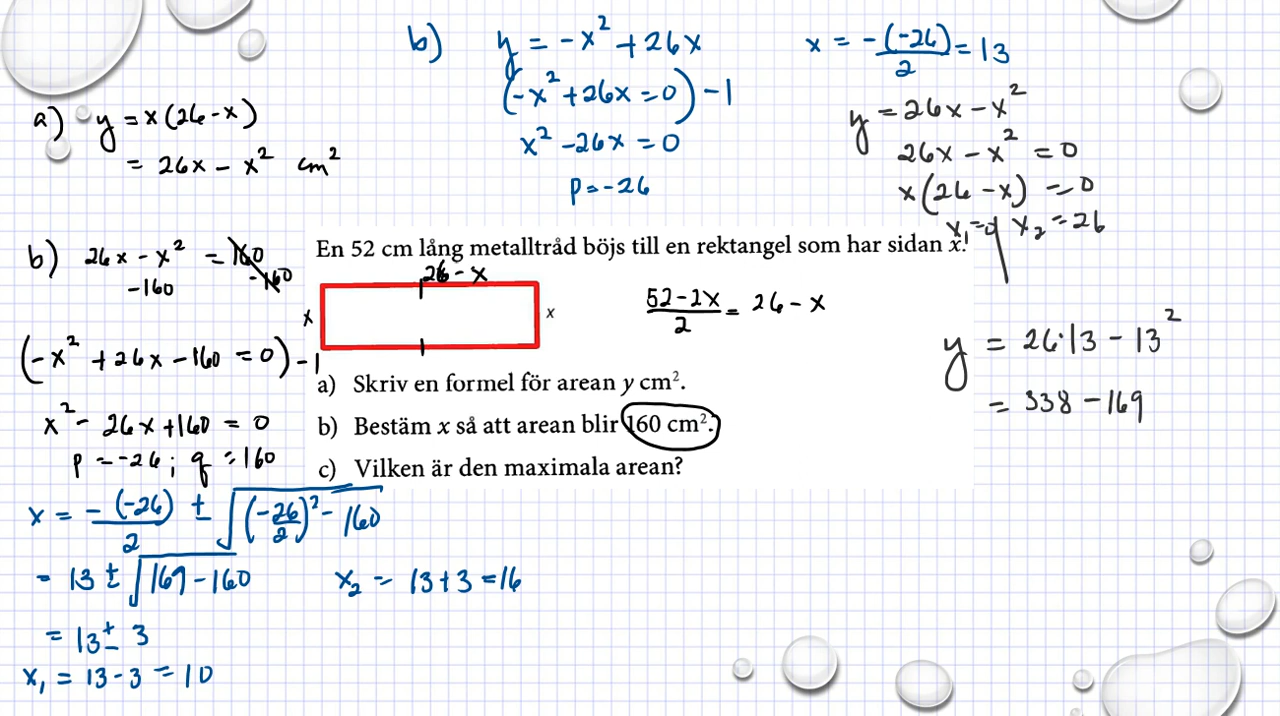 a) y = x(26 - x)
= 26x - x² cm²
b) y = -x² + 26x
(-x² + 26x = 0) -1
x² - 26x = 0
p = -26
x = -(-26)/2 = 13
y = 26x - x²
26x - x² = 0
x(26 - x) = 0
x₁ = 0 x₂ = 26
b) 26x - x² = 160
-160 -160
(-x² + 26x - 160 = 0) -1
x² - 26x + 160 = 0
p = -26 ; q = 160
x = -(-26)/2 ± √((-26/2)² - 160)
= 13 ± √(169 - 160)
= 13 ± 3
x₁ = 13 - 3 = 10
x₂ = 13 + 3 = 16
En 52 cm lång metalltråd böjs till en rektangel som har sidan x.
26 - x
x
x
(52 - 2x)/2 = 26 - x
a) Skriv en formel för arean y cm².
b) Bestäm x så att arean blir 160 cm².
c) Vilken är den maximala arean?
y = 26·13 - 13²
= 338 - 169